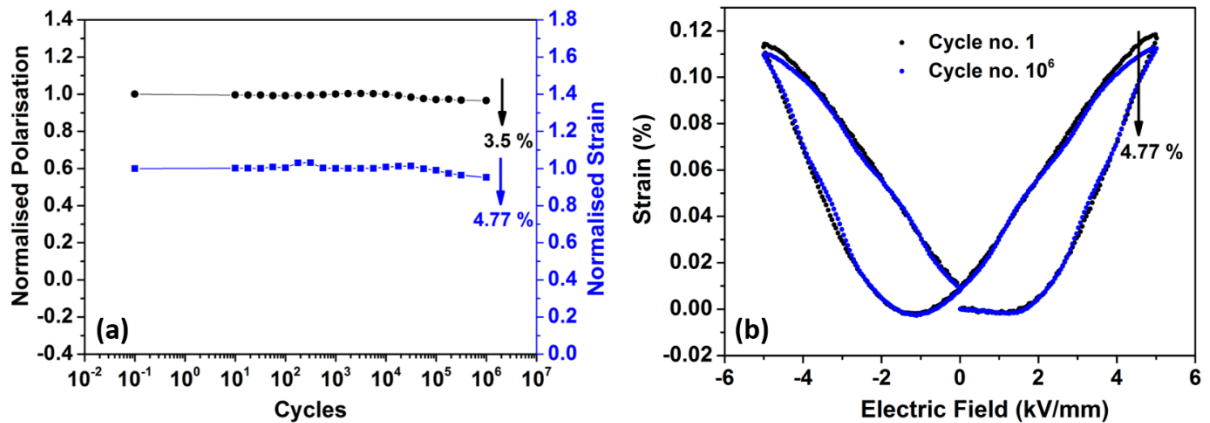 Normalised Polarisation
1.4
1.2
1.0
0.8
0.6
0.4
0.2
0.0
-0.2
-0.4
(a)
3.5 %
4.77 %
1.8
1.6
1.4
1.2
1.0
0.8
0.6
0.4
0.2
0.0
Normalised Strain
10⁻² 10⁻¹ 10⁰ 10¹ 10² 10³ 10⁴ 10⁵ 10⁶ 10⁷
Cycles
Strain (%)
0.12
0.10
0.08
0.06
0.04
0.02
0.00
-0.02
Cycle no. 1
Cycle no. 10⁶
4.77 %
(b)
-6 -4 -2 0 2 4 6
Electric Field (kV/mm)